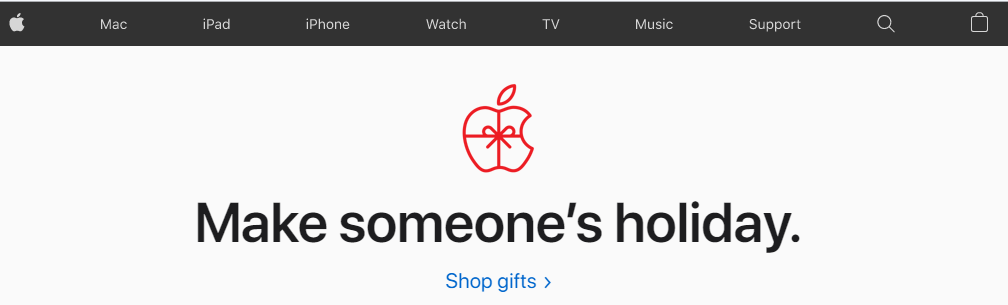 Mac iPad iPhone Watch TV Music Support
Make someone’s holiday.
Shop gifts ›